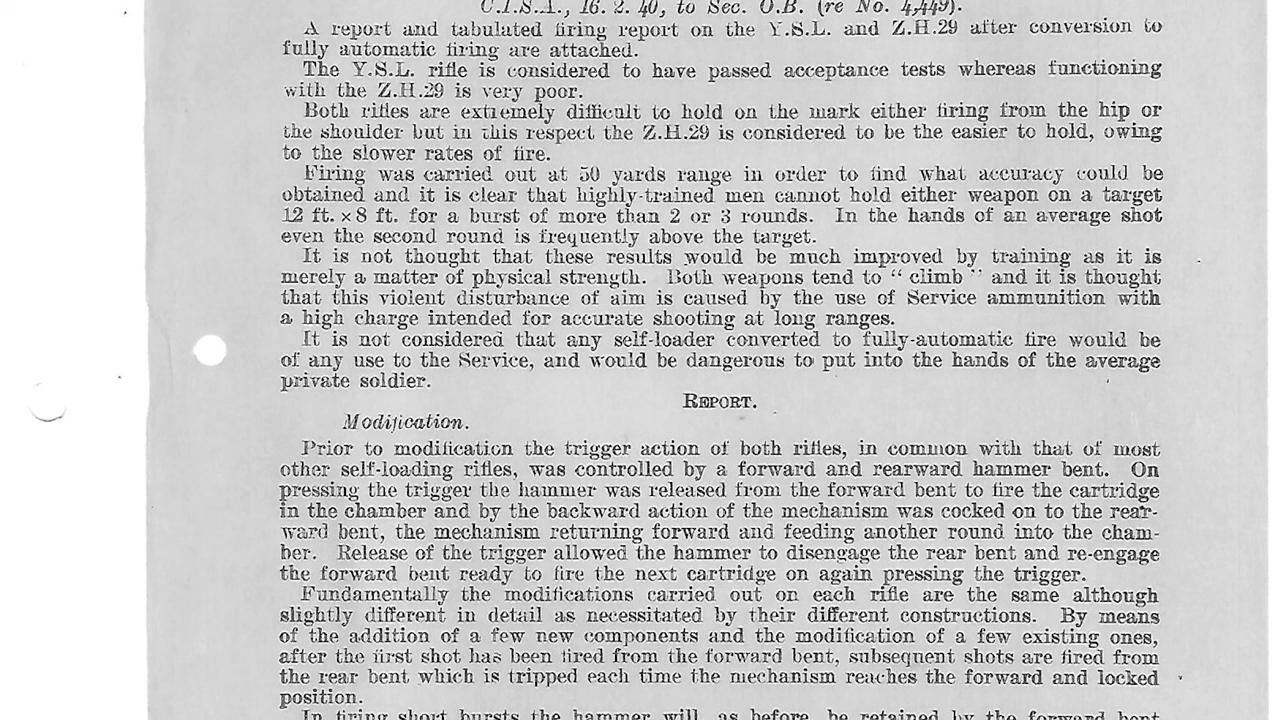 C.I.S.A., 16. 2. 40, to Sec. O.B. (re No. 4,449).
A report and tabulated firing report on the Y.S.L. and Z.H.29 after conversion to
fully automatic firing are attached.
The Y.S.L. rifle is considered to have passed acceptance tests whereas functioning
with the Z.H.29 is very poor.
Both rifles are extremely difficult to hold on the mark either firing from the hip or
the shoulder but in this respect the Z.H.29 is considered to be the easier to hold, owing
to the slower rates of fire.
Firing was carried out at 50 yards range in order to find what accuracy could be
obtained and it is clear that highly-trained men cannot hold either weapon on a target
12 ft. × 8 ft. for a burst of more than 2 or 3 rounds. In the hands of an average shot
even the second round is frequently above the target.
It is not thought that these results would be much improved by training as it is
merely a matter of physical strength. Both weapons tend to “ climb ” and it is thought
that this violent disturbance of aim is caused by the use of Service ammunition with
a high charge intended for accurate shooting at long ranges.
It is not considered that any self-loader converted to fully-automatic fire would be
of any use to the Service, and would be dangerous to put into the hands of the average
private soldier.
REPORT.
Modification.
Prior to modification the trigger action of both rifles, in common with that of most
other self-loading rifles, was controlled by a forward and rearward hammer bent. On
pressing the trigger the hammer was released from the forward bent to fire the cartridge
in the chamber and by the backward action of the mechanism was cocked on to the rear-
ward bent, the mechanism returning forward and feeding another round into the cham-
ber. Release of the trigger allowed the hammer to disengage the rear bent and re-engage
the forward bent ready to fire the next cartridge on again pressing the trigger.
Fundamentally the modifications carried out on each rifle are the same although
slightly different in detail as necessitated by their different constructions. By means
of the addition of a few new components and the modification of a few existing ones,
after the first shot has been fired from the forward bent, subsequent shots are fired from
the rear bent which is tripped each time the mechanism reaches the forward and locked
position.
In firing short bursts the hammer will, as before, be retained by the forward bent